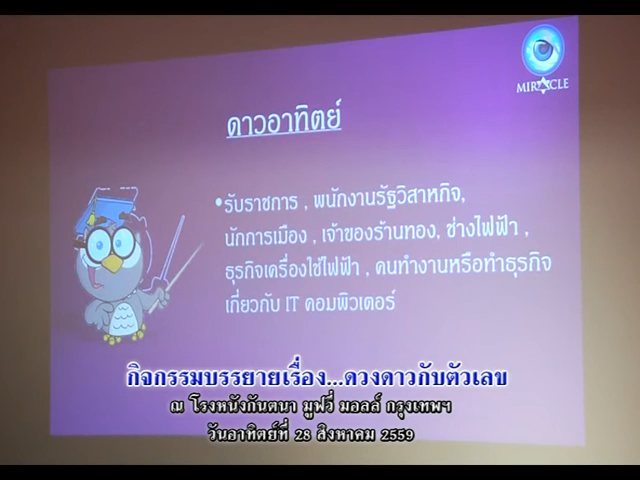 MIRACLE
ดาวอาทิตย์
•รับราชการ , พนักงานรัฐวิสาหกิจ,
นักการเมือง , เจ้าของร้านทอง, ช่างไฟฟ้า ,
ธุรกิจเครื่องใช้ไฟฟ้า , คนทำงานหรือทำธุรกิจ
เกี่ยวกับ IT คอมพิวเตอร์
กิจกรรมบรรยายเรื่อง...ดวงดาวกับตัวเลข
ณ โรงหนังกันตนา มูฟวี่ มอลล์ กรุงเทพฯ
วันอาทิตย์ที่ 28 สิงหาคม 2559